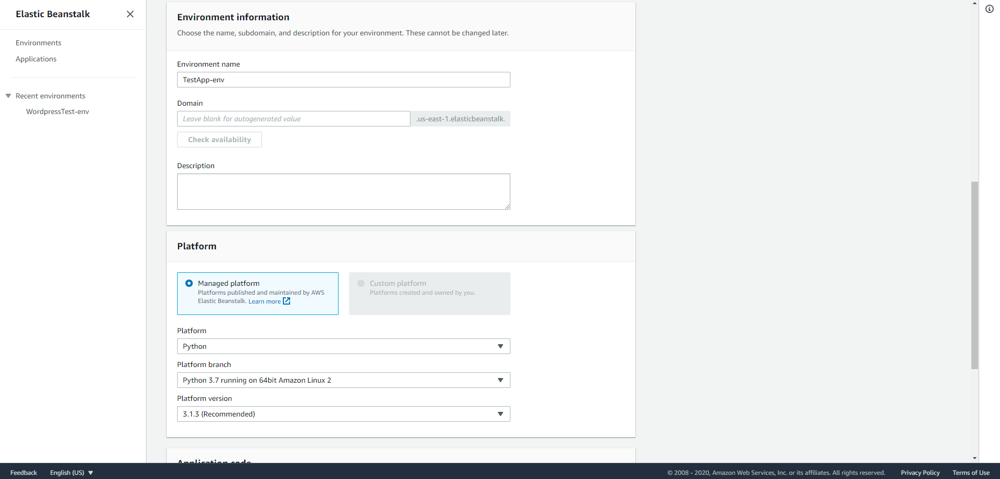 Elastic Beanstalk
Environments
Applications
Recent environments
WordpressTest-env
Environment information
Choose the name, subdomain, and description for your environment. These cannot be changed later.
Environment name
TestApp-env
Domain
Leave blank for autogenerated value
.us-east-1.elasticbeanstalk.
Check availability
Description
Platform
Managed platform
Platforms published and maintained by AWS
Elastic Beanstalk. Learn more
Custom platform
Platforms created and owned by you.
Platform
Python
Platform branch
Python 3.7 running on 64bit Amazon Linux 2
Platform version
3.1.3 (Recommended)
Application code
Feedback
English (US)
© 2008 - 2020, Amazon Web Services, Inc. or its affiliates. All rights reserved.
Privacy Policy
Terms of Use